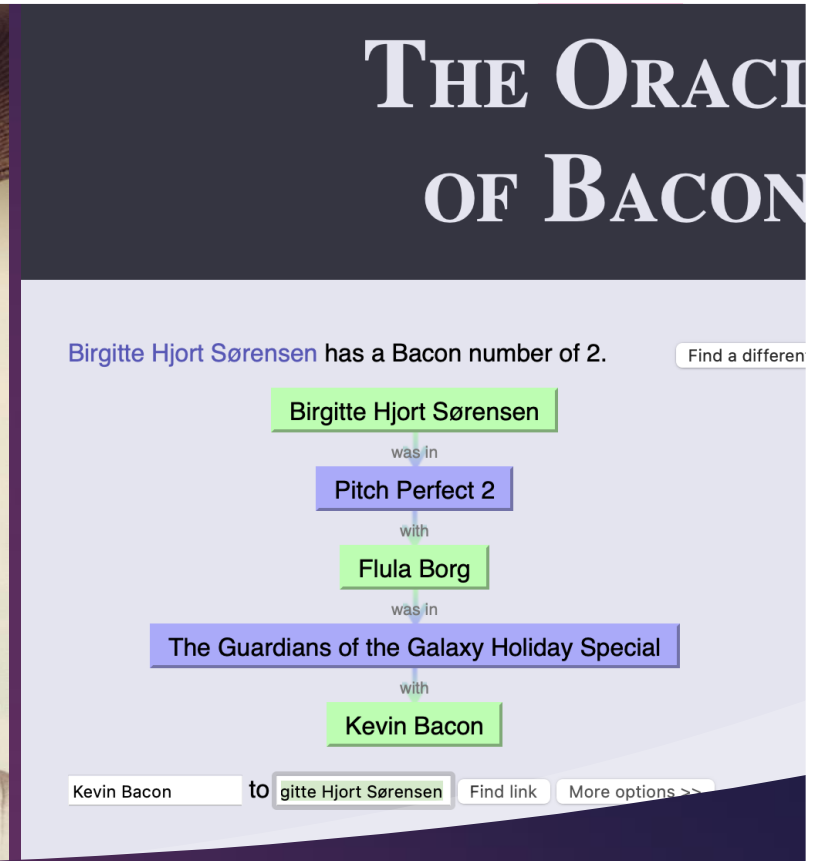 THE ORACL
OF BACON
Birgitte Hjort Sørensen has a Bacon number of 2.
Find a differen
Birgitte Hjort Sørensen
was in
Pitch Perfect 2
with
Flula Borg
was in
The Guardians of the Galaxy Holiday Special
with
Kevin Bacon
Kevin Bacon to gitte Hjort Sørensen Find link More options >>